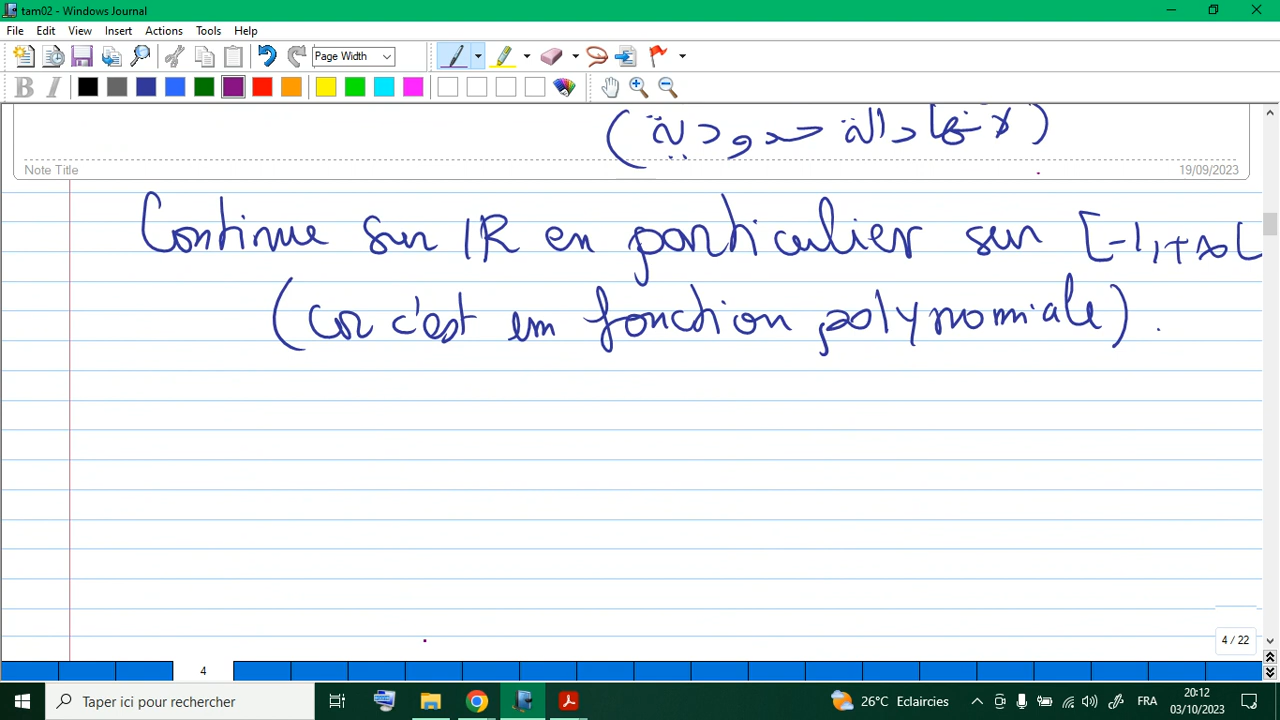 tam02 - Windows Journal
File Edit View Insert Actions Tools Help
Page Width
B I
(لأنها دالة حدودية)
Note Title 19/09/2023
Continue sur IR en particulier sur [-1,+∞[
(car c'est un fonction polynomiale).
4 / 22
4
Taper ici pour rechercher
26°C Eclaircies
FRA
20:12
03/10/2023